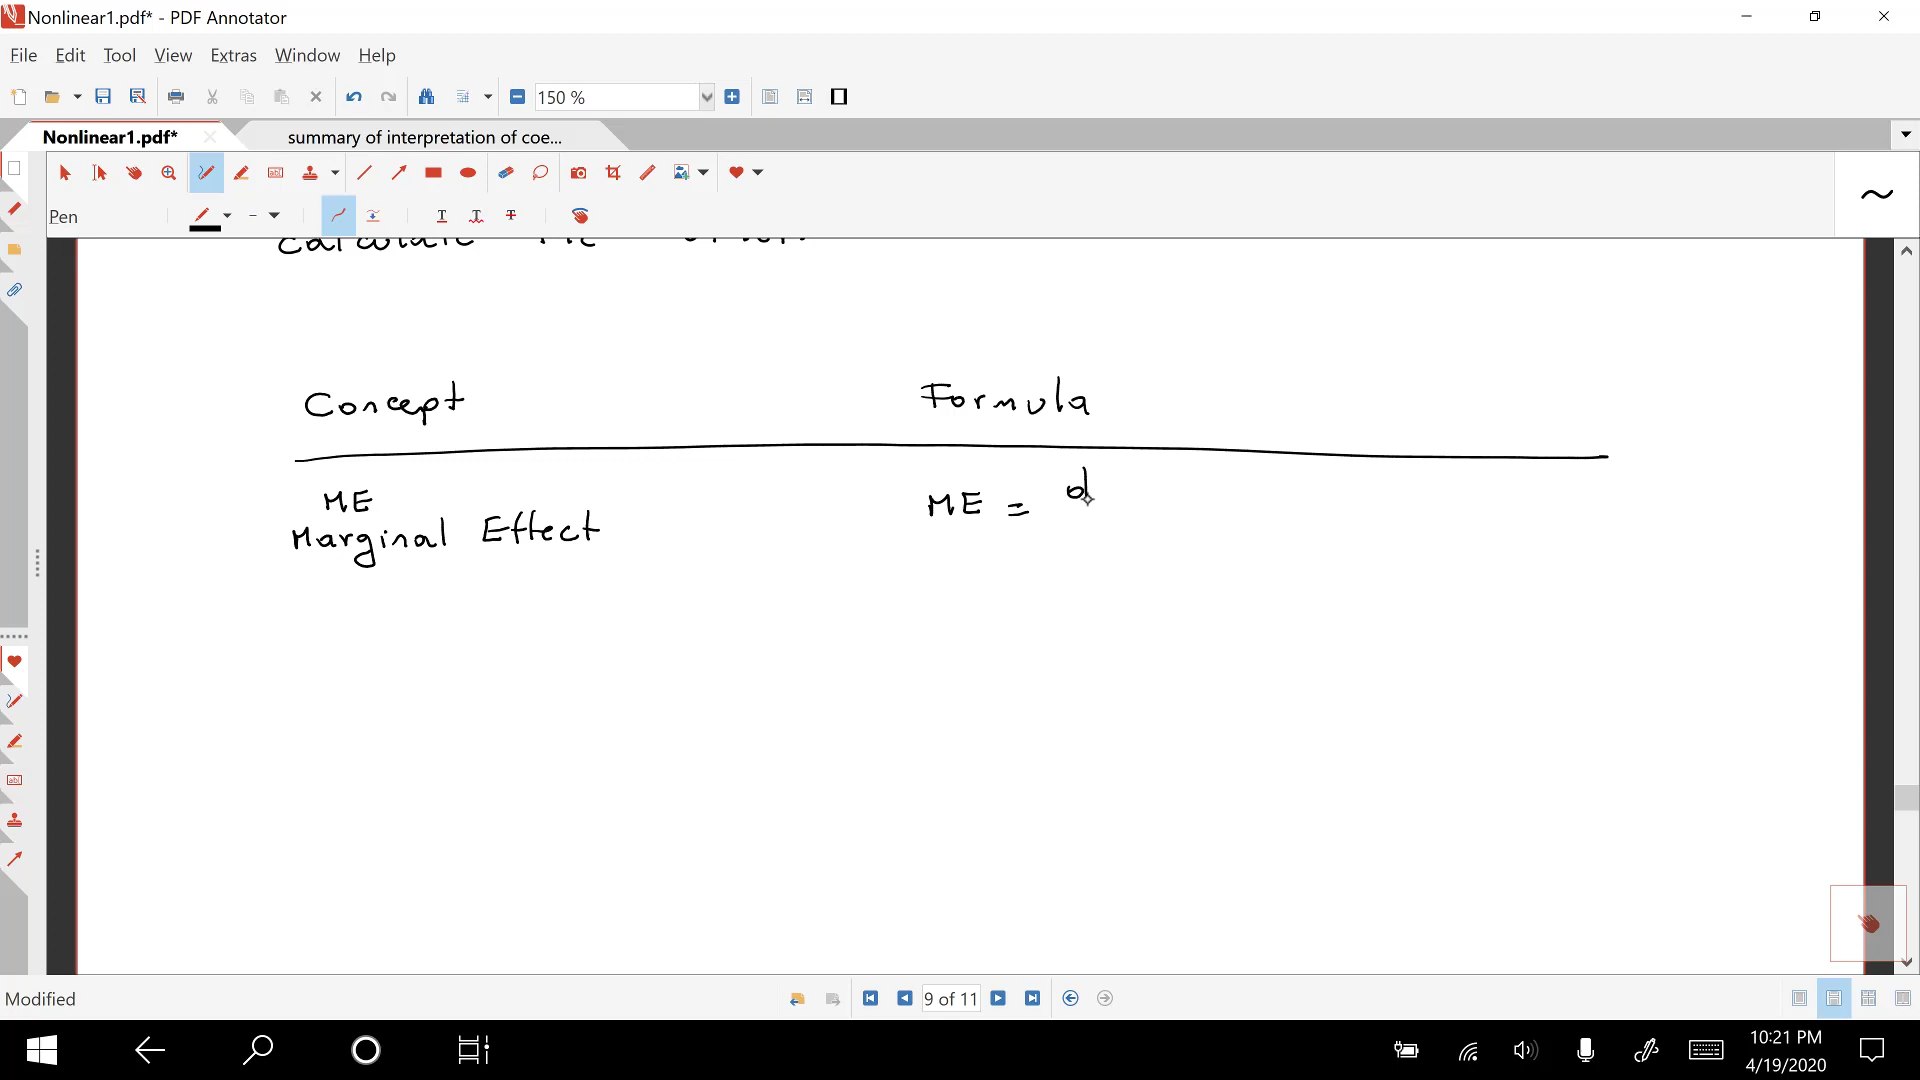 Nonlinear1.pdf* - PDF Annotator
File Edit Tool View Extras Window Help
150 %
Nonlinear1.pdf* summary of interpretation of coe...
Pen
Calculate
Concept Formula
ME
Marginal Effect
ME = d
Modified
9 of 11
10:21 PM
4/19/2020